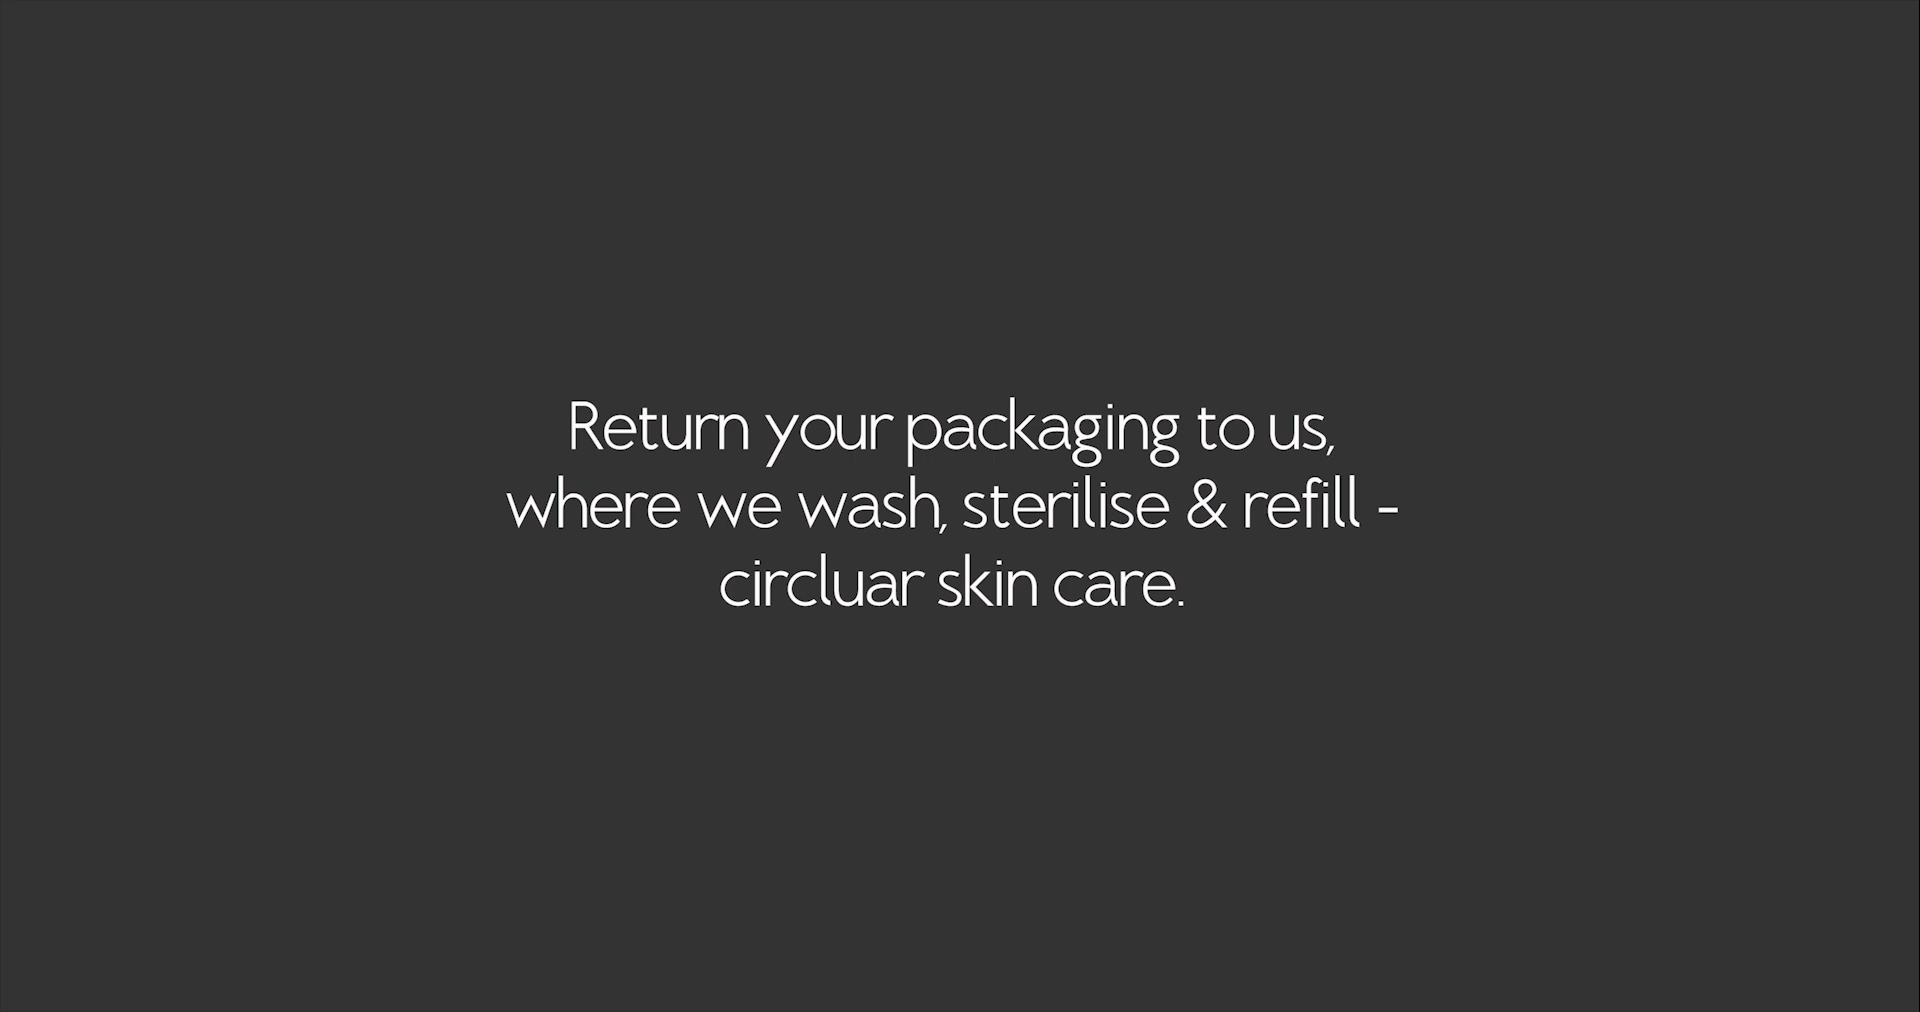 Return your packaging to us,
where we wash, sterilise & refill -
circluar skin care.